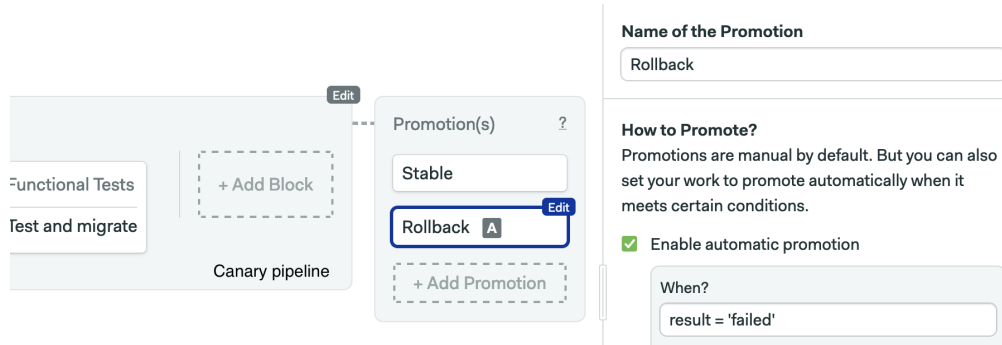 Edit
Promotion(s)
?
Functional Tests
+ Add Block
Test and migrate
Canary pipeline
Stable
Edit
Rollback A
+ Add Promotion
Name of the Promotion
Rollback
How to Promote?
Promotions are manual by default. But you can also
set your work to promote automatically when it
meets certain conditions.
Enable automatic promotion
When?
result = 'failed'